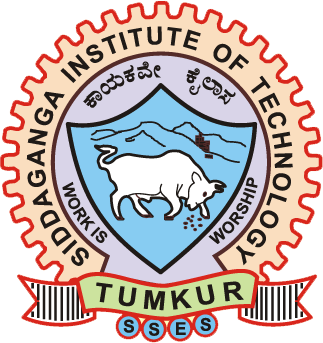 SIDDAGANGA INSTITUTE OF TECHNOLOGY
ಕಾಯಕವೇ ಕೈಲಾಸ
WORK IS WORSHIP
TUMKUR
SSES